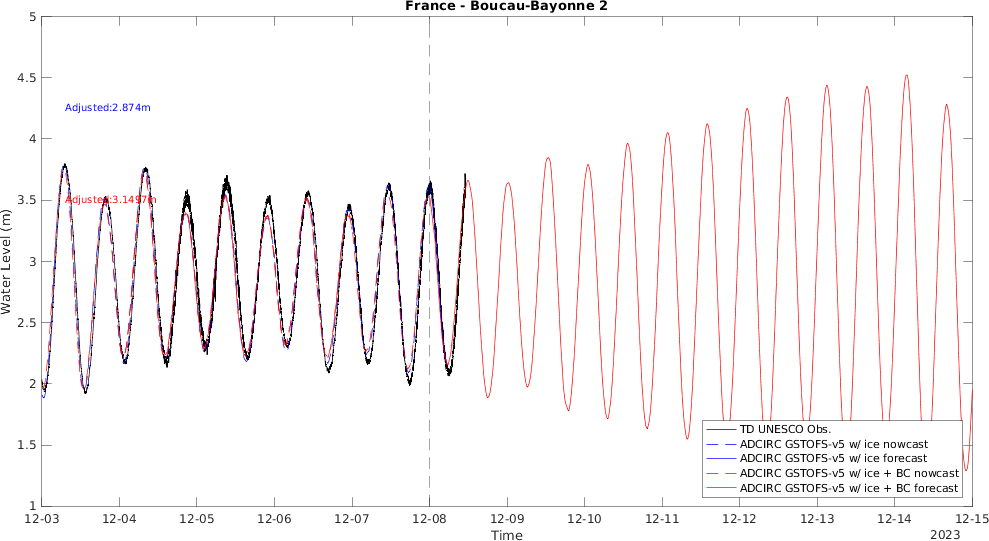 France - Boucau-Bayonne 2
5
4.5
4
3.5
3
2.5
2
1.5
1
Water Level (m)
Adjusted:2.874m
Adjusted:3.1497m
TD UNESCO Obs.
ADCIRC GSTOFS-v5 w/ ice nowcast
ADCIRC GSTOFS-v5 w/ ice forecast
ADCIRC GSTOFS-v5 w/ ice + BC nowcast
ADCIRC GSTOFS-v5 w/ ice + BC forecast
12-03 12-04 12-05 12-06 12-07 12-08 12-09 12-10 12-11 12-12 12-13 12-14 12-15
Time
2023